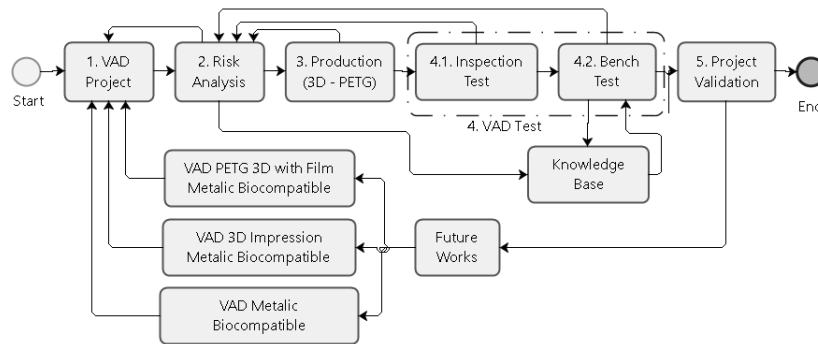 1. VAD
Project
2. Risk
Analysis
3. Production
(3D - PETG)
4.1. Inspection
Test
4.2. Bench
Test
5. Project
Validation
Start
End
4. VAD Test
VAD PETG 3D with Film
Metalic Biocompatible
Knowledge
Base
VAD 3D Impression
Metalic Biocompatible
Future
Works
VAD Metalic
Biocompatible